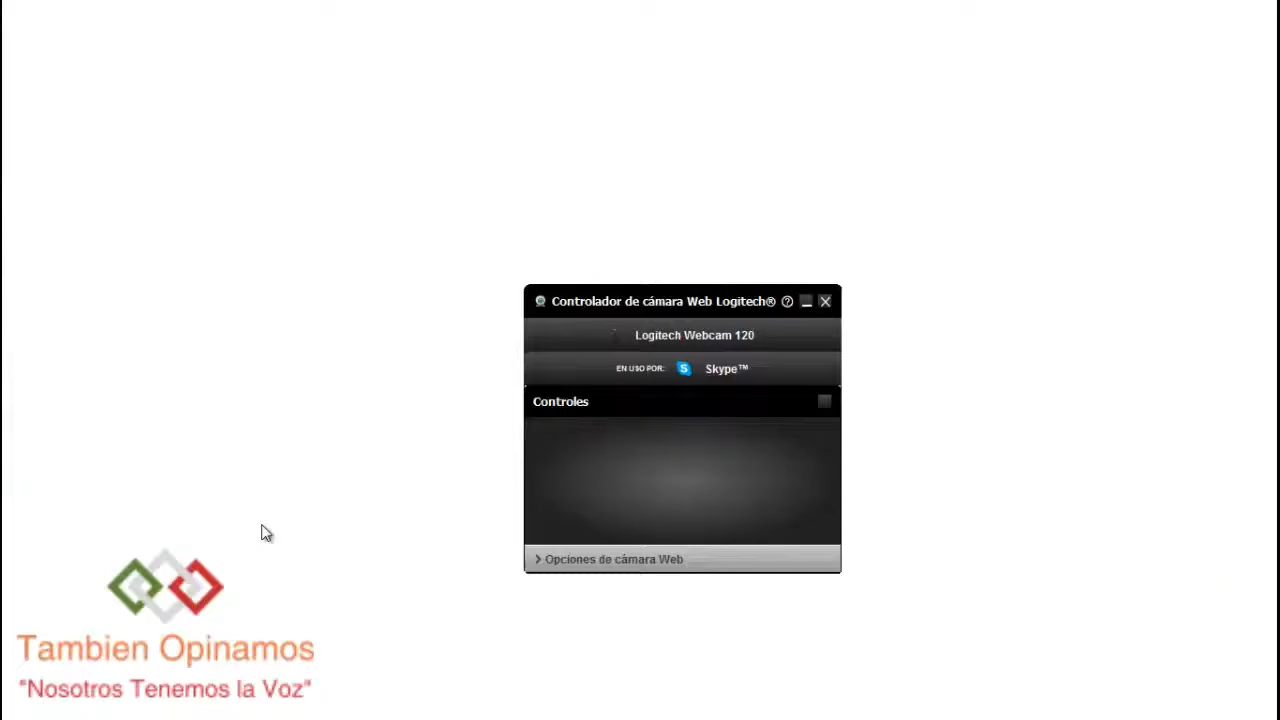 Controlador de cámara Web Logitech®
Logitech Webcam 120
EN USO POR: Skype™
Controles
Opciones de cámara Web
Tambien Opinamos
"Nosotros Tenemos la Voz"